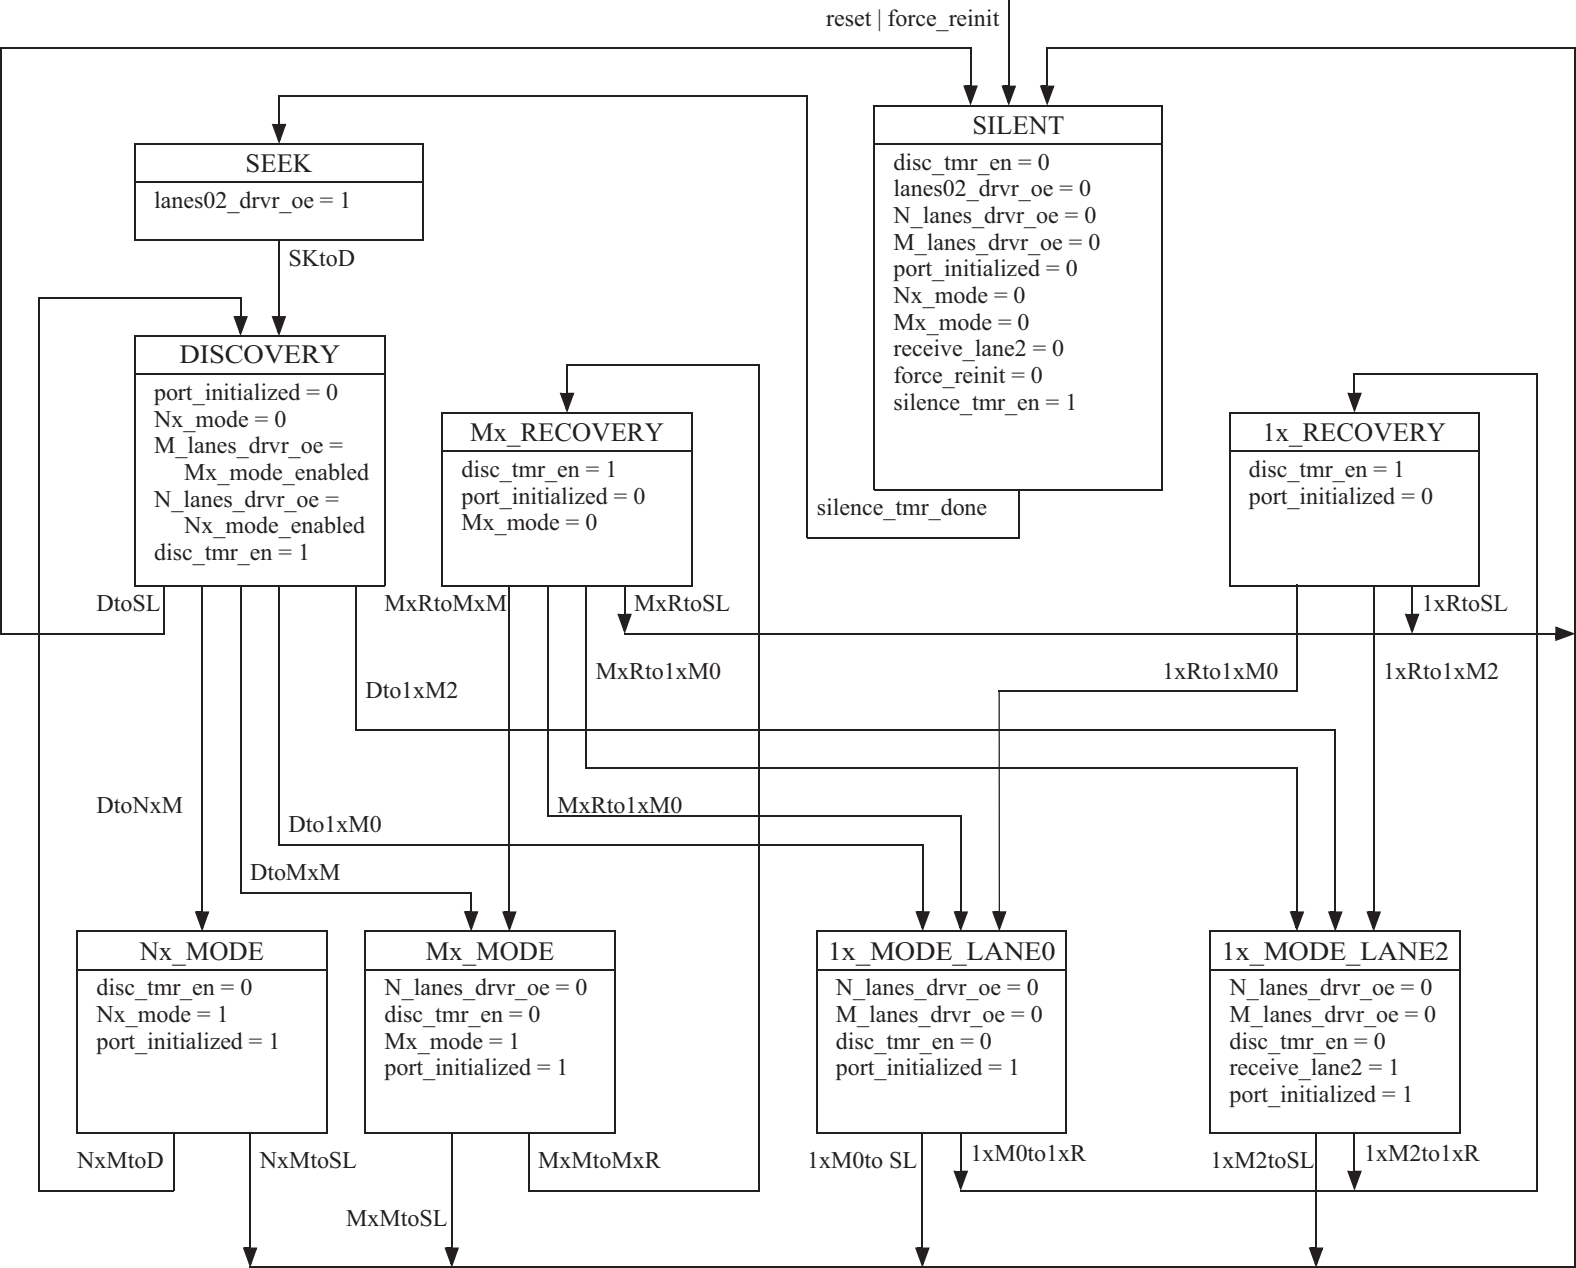 reset | force_reinit
SILENT
disc_tmr_en = 0
lanes02_drvr_oe = 0
N_lanes_drvr_oe = 0
M_lanes_drvr_oe = 0
port_initialized = 0
Nx_mode = 0
Mx_mode = 0
receive_lane2 = 0
force_reinit = 0
silence_tmr_en = 1
silence_tmr_done
SEEK
lanes02_drvr_oe = 1
SKtoD
DISCOVERY
port_initialized = 0
Nx_mode = 0
M_lanes_drvr_oe =
Mx_mode_enabled
N_lanes_drvr_oe =
Nx_mode_enabled
disc_tmr_en = 1
Mx_RECOVERY
disc_tmr_en = 1
port_initialized = 0
Mx_mode = 0
1x_RECOVERY
disc_tmr_en = 1
port_initialized = 0
DtoSL
MxRtoMxM
MxRtoSL
1xRtoSL
MxRto1xM0
1xRto1xM0
1xRto1xM2
Dto1xM2
DtoNxM
MxRto1xM0
Dto1xM0
DtoMxM
Nx_MODE
disc_tmr_en = 0
Nx_mode = 1
port_initialized = 1
Mx_MODE
N_lanes_drvr_oe = 0
disc_tmr_en = 0
Mx_mode = 1
port_initialized = 1
1x_MODE_LANE0
N_lanes_drvr_oe = 0
M_lanes_drvr_oe = 0
disc_tmr_en = 0
port_initialized = 1
1x_MODE_LANE2
N_lanes_drvr_oe = 0
M_lanes_drvr_oe = 0
disc_tmr_en = 0
receive_lane2 = 1
port_initialized = 1
NxMtoD
NxMtoSL
MxMtoMxR
1xM0to SL
1xM0to1xR
1xM2toSL
1xM2to1xR
MxMtoSL